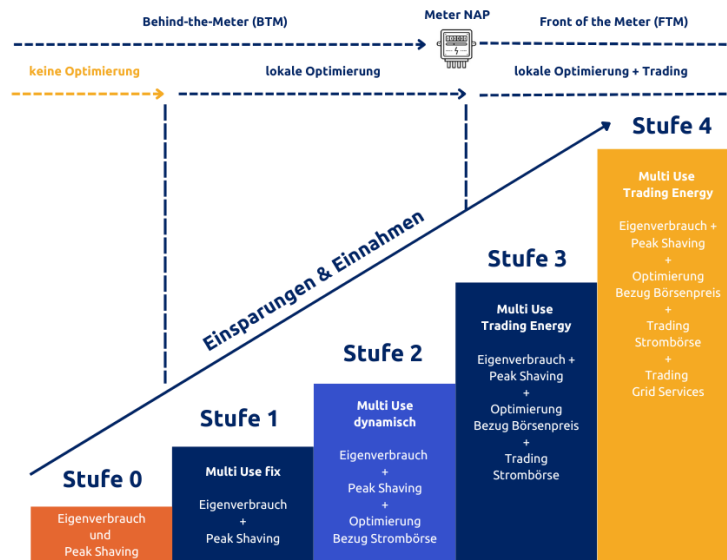 Behind-the-Meter (BTM)
Meter NAP
Front of the Meter (FTM)
keine Optimierung
lokale Optimierung
lokale Optimierung + Trading
Einsparungen & Einnahmen
Stufe 0
Eigenverbrauch
und
Peak Shaving
Stufe 1
Multi Use fix
Eigenverbrauch
+
Peak Shaving
Stufe 2
Multi Use
dynamisch
Eigenverbrauch
+
Peak Shaving
+
Optimierung
Bezug Strombörse
Stufe 3
Multi Use
Trading Energy
Eigenverbrauch +
Peak Shaving
+
Optimierung
Bezug Börsenpreis
+
Trading
Strombörse
Stufe 4
Multi Use
Trading Energy
Eigenverbrauch +
Peak Shaving
+
Optimierung
Bezug Börsenpreis
+
Trading
Strombörse
+
Trading
Grid Services